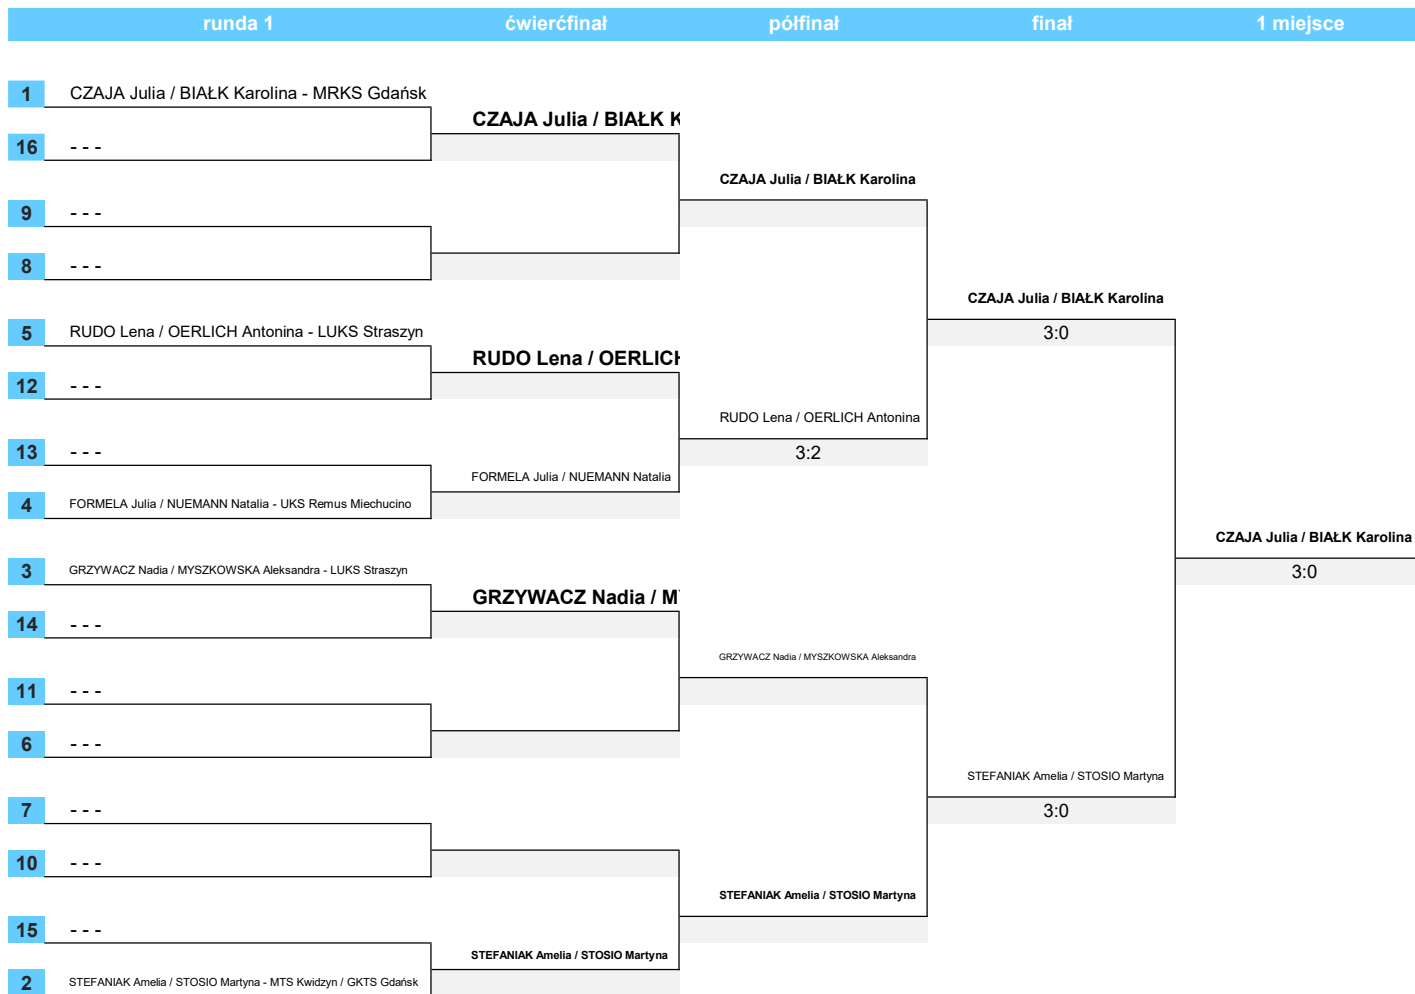 runda 1 ćwierćfinał półfinał finał 1 miejsce
1 CZAJA Julia / BIAŁK Karolina - MRKS Gdańsk
CZAJA Julia / BIAŁK K
16 - - -
CZAJA Julia / BIAŁK Karolina
9 - - -
8 - - -
CZAJA Julia / BIAŁK Karolina
5 RUDO Lena / OERLICH Antonina - LUKS Straszyn 3:0
RUDO Lena / OERLICH
12 - - -
RUDO Lena / OERLICH Antonina
13 - - - 3:2
FORMELA Julia / NUEMANN Natalia
4 FORMELA Julia / NUEMANN Natalia - UKS Remus Miechucino
CZAJA Julia / BIAŁK Karolina
3 GRZYWACZ Nadia / MYSZKOWSKA Aleksandra - LUKS Straszyn 3:0
GRZYWACZ Nadia / M
14 - - -
GRZYWACZ Nadia / MYSZKOWSKA Aleksandra
11 - - -
6 - - -
STEFANIAK Amelia / STOSIO Martyna
7 - - - 3:0
10 - - -
STEFANIAK Amelia / STOSIO Martyna
15 - - -
STEFANIAK Amelia / STOSIO Martyna
2 STEFANIAK Amelia / STOSIO Martyna - MTS Kwidzyn / GKTS Gdańsk